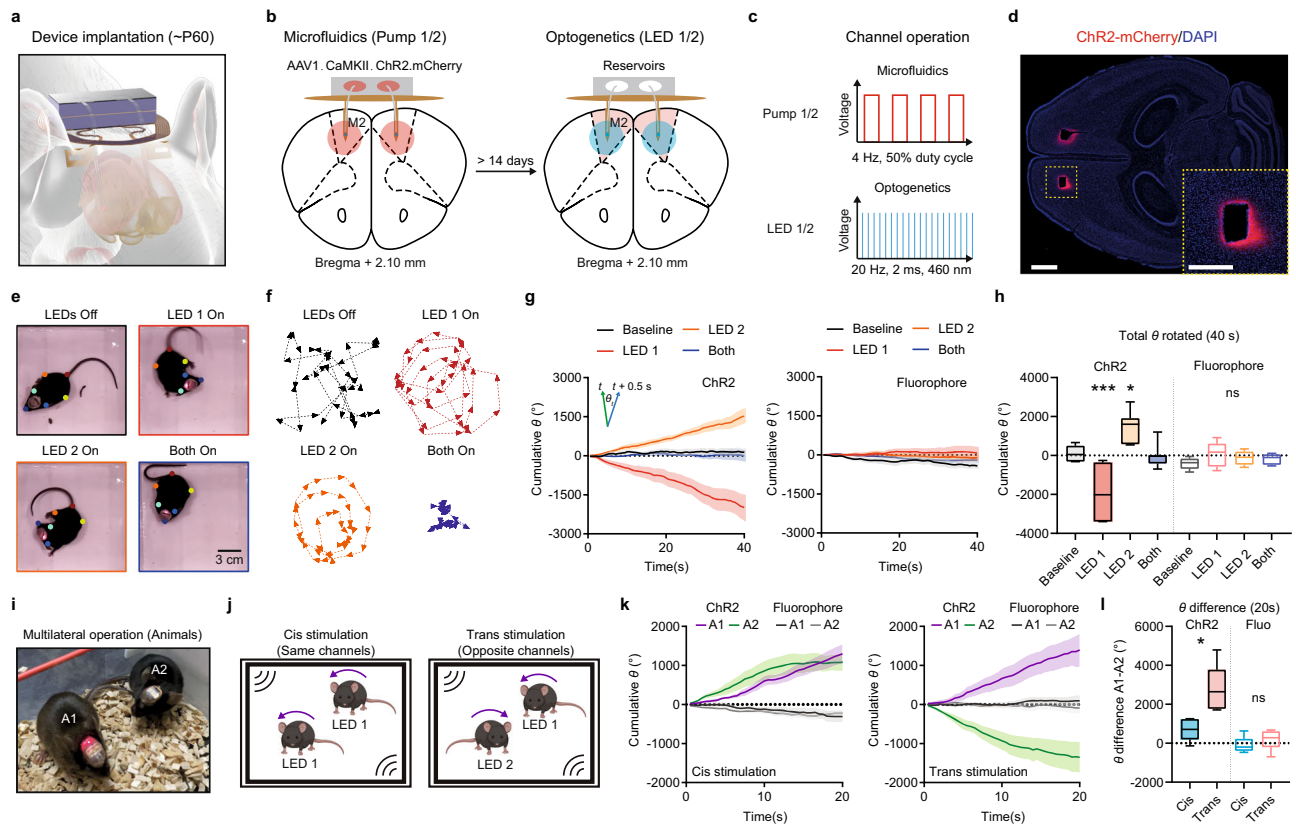 a
Device implantation (~P60)
b
Microfluidics (Pump 1/2)
AAV1. CaMKII. ChR2.mCherry
M2
Bregma + 2.10 mm
> 14 days
Optogenetics (LED 1/2)
Reservoirs
M2
Bregma + 2.10 mm
c
Channel operation
Microfluidics
Pump 1/2
Voltage
4 Hz, 50% duty cycle
Optogenetics
LED 1/2
Voltage
20 Hz, 2 ms, 460 nm
d
ChR2-mCherry/DAPI
e
LEDs Off
LED 1 On
LED 2 On
Both On
3 cm
f
LEDs Off
LED 1 On
LED 2 On
Both On
g
Baseline
LED 2
LED 1
Both
ChR2
t
t + 0.5 s
θt
Cumulative θ (°)
3000
1500
0
-1500
-3000
0
10
20
30
40
Time(s)
Baseline
LED 2
LED 1
Both
Fluorophore
Cumulative θ (°)
3000
1500
0
-1500
-3000
0
10
20
30
40
Time(s)
h
Total θ rotated (40 s)
ChR2
Fluorophore
***
*
ns
Cumulative θ (°)
4000
2000
0
-2000
-4000
Baseline
LED 1
LED 2
Both
Baseline
LED 1
LED 2
Both
i
Multilateral operation (Animals)
A2
A1
j
Cis stimulation
(Same channels)
LED 1
LED 1
Trans stimulation
(Opposite channels)
LED 1
LED 2
k
ChR2
Fluorophore
A1
A2
A1
A2
Cumulative θ (°)
2000
1000
0
-1000
-2000
Cis stimulation
0
10
20
Time(s)
ChR2
Fluorophore
A1
A2
A1
A2
Cumulative θ (°)
2000
1000
0
-1000
-2000
Trans stimulation
0
10
20
Time(s)
l
θ difference (20s)
ChR2
Fluo
*
ns
θ difference A1-A2 (°)
6000
4000
2000
0
-2000
Cis
Trans
Cis
Trans